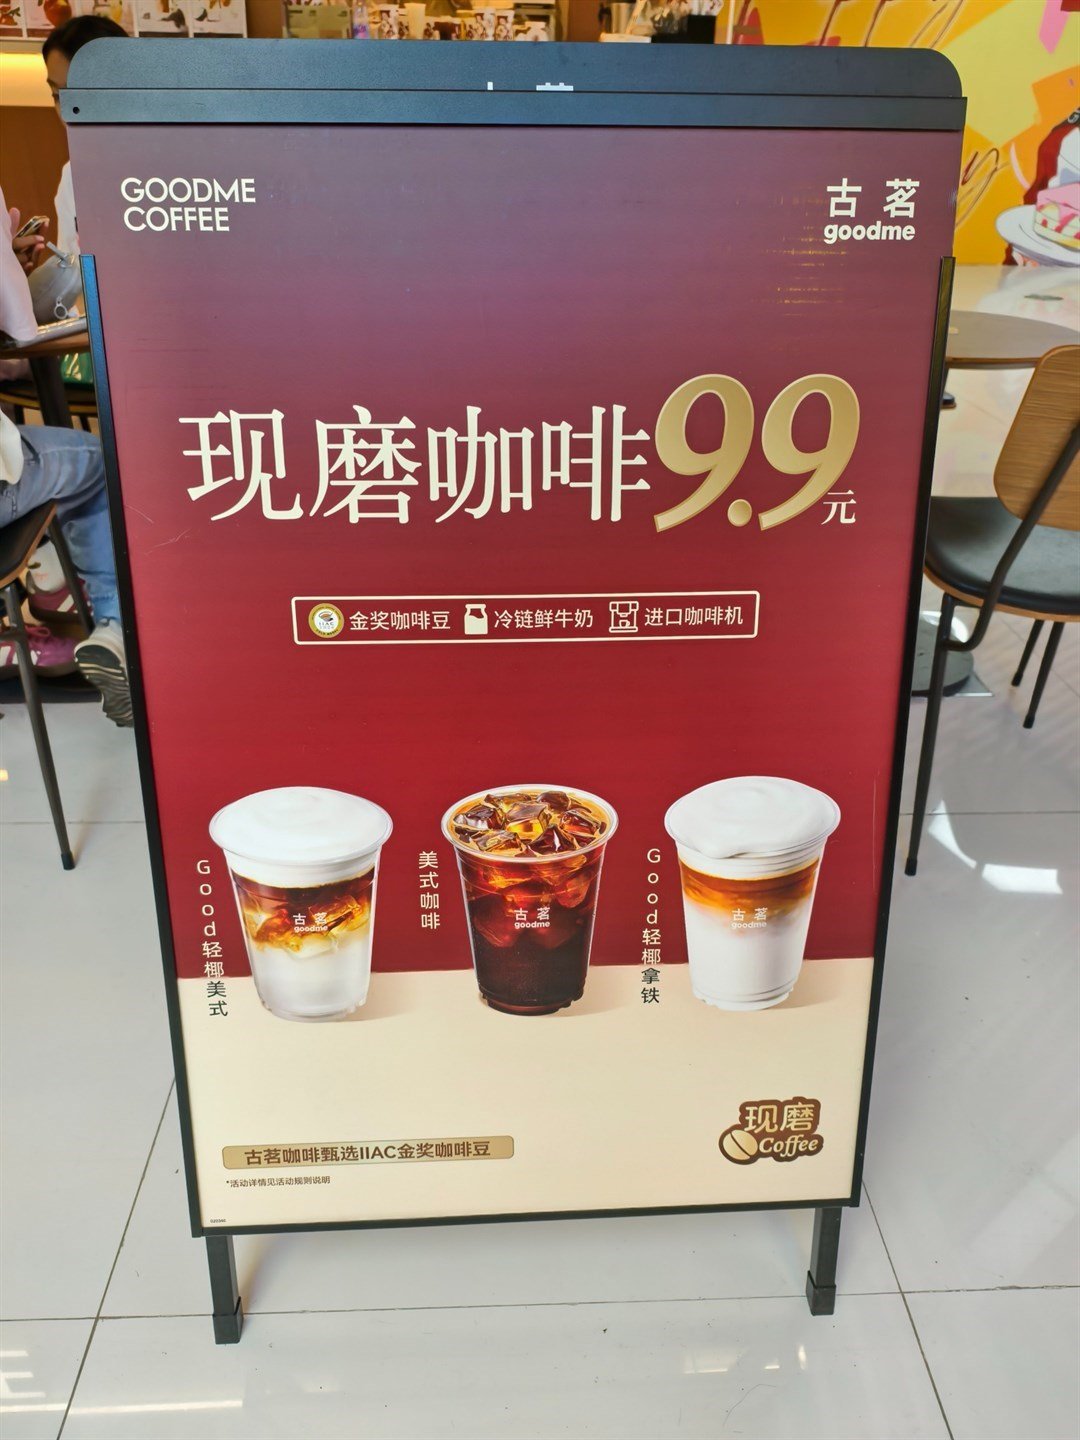 GOODME
COFFEE
古茗
goodme
现磨咖啡9.9元
IIAC 金奖咖啡豆 冷链鲜牛奶 进口咖啡机
Good轻椰美式
古茗
goodme
美式咖啡
古茗
goodme
Good轻椰拿铁
古茗
goodme
现磨
Coffee
古茗咖啡甄选IIAC金奖咖啡豆
*活动详情见活动规则说明